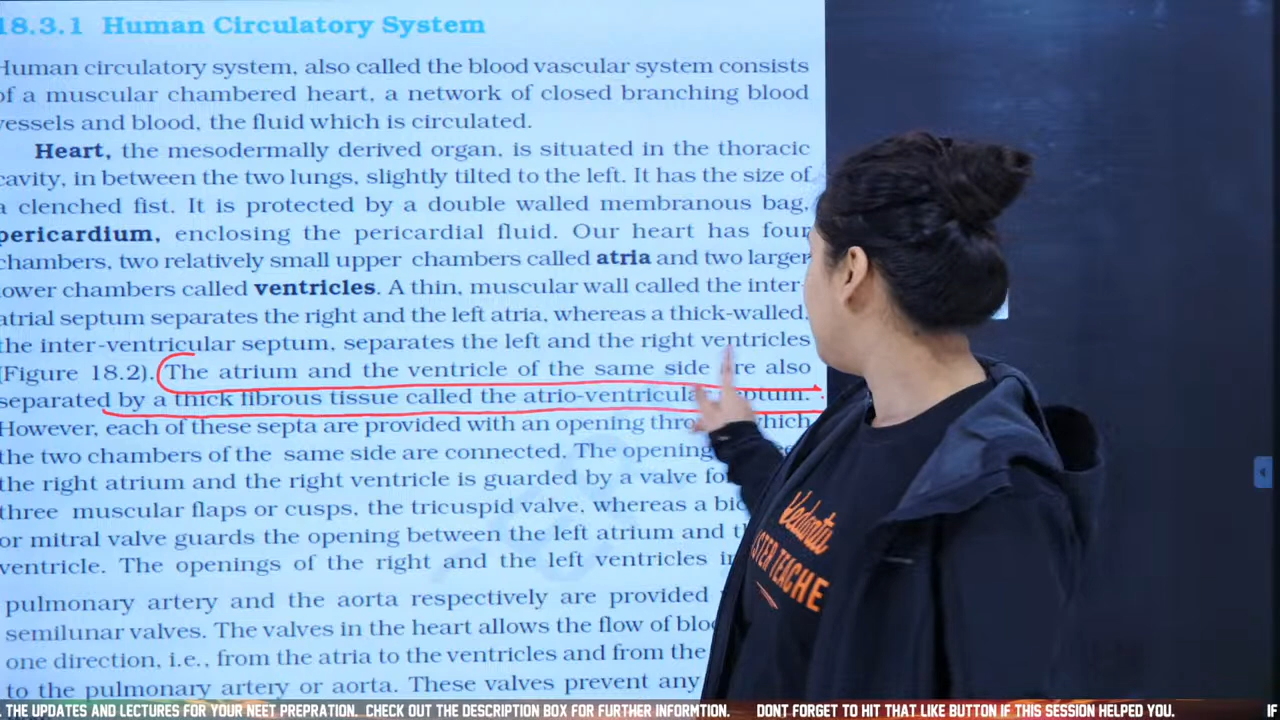 18.3.1 Human Circulatory System
Human circulatory system, also called the blood vascular system consists
of a muscular chambered heart, a network of closed branching blood
vessels and blood, the fluid which is circulated.
Heart, the mesodermally derived organ, is situated in the thoracic
cavity, in between the two lungs, slightly tilted to the left. It has the size of
a clenched fist. It is protected by a double walled membranous bag,
pericardium, enclosing the pericardial fluid. Our heart has four
chambers, two relatively small upper chambers called atria and two larger
lower chambers called ventricles. A thin, muscular wall called the inter-
atrial septum separates the right and the left atria, whereas a thick-walled,
the inter-ventricular septum, separates the left and the right ventricles
(Figure 18.2). The atrium and the ventricle of the same side are also
separated by a thick fibrous tissue called the atrio-ventricular septum.
However, each of these septa are provided with an opening through which
the two chambers of the same side are connected. The opening
the right atrium and the right ventricle is guarded by a valve
three muscular flaps or cusps, the tricuspid valve, whereas a
or mitral valve guards the opening between the left atrium and
ventricle. The openings of the right and the left ventricles
pulmonary artery and the aorta respectively are provided
semilunar valves. The valves in the heart allows the flow of
one direction, i.e., from the atria to the ventricles and from the
to the pulmonary artery or aorta. These valves prevent any
Vedantu
MASTER TEACHE
. THE UPDATES AND LECTURES FOR YOUR NEET PREPRATION. CHECK OUT THE DESCRIPTION BOX FOR FURTHER INFORMTION. DONT FORGET TO HIT THAT LIKE BUTTON IF THIS SESSION HELPED YOU. IF